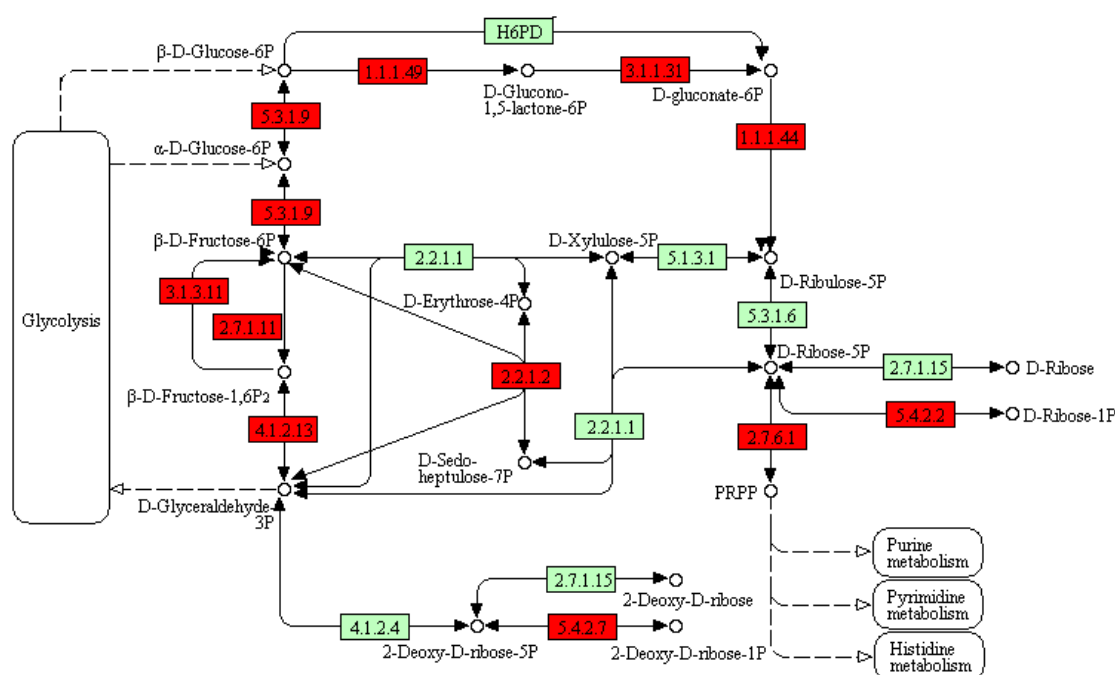 H6PD
β-D-Glucose-6P
1.1.1.49
3.1.1.31
D-Glucono-
1,5-lactone-6P
D-gluconate-6P
5.3.1.9
1.1.1.44
α-D-Glucose-6P
5.3.1.9
β-D-Fructose-6P
2.2.1.1
D-Xylulose-5P
5.1.3.1
D-Ribulose-5P
3.1.3.11
D-Erythrose-4P
Glycolysis
2.7.1.11
5.3.1.6
D-Ribose-5P
2.2.1.2
2.7.1.15
D-Ribose
β-D-Fructose-1,6P2
4.1.2.13
2.2.1.1
2.7.6.1
5.4.2.2
D-Ribose-1P
D-Sedo-
heptulose-7P
PRPP
D-Glyceraldehyde-
3P
Purine
metabolism
2.7.1.15
2-Deoxy-D-ribose
Pyrimidine
metabolism
4.1.2.4
5.4.2.7
2-Deoxy-D-ribose-5P
2-Deoxy-D-ribose-1P
Histidine
metabolism